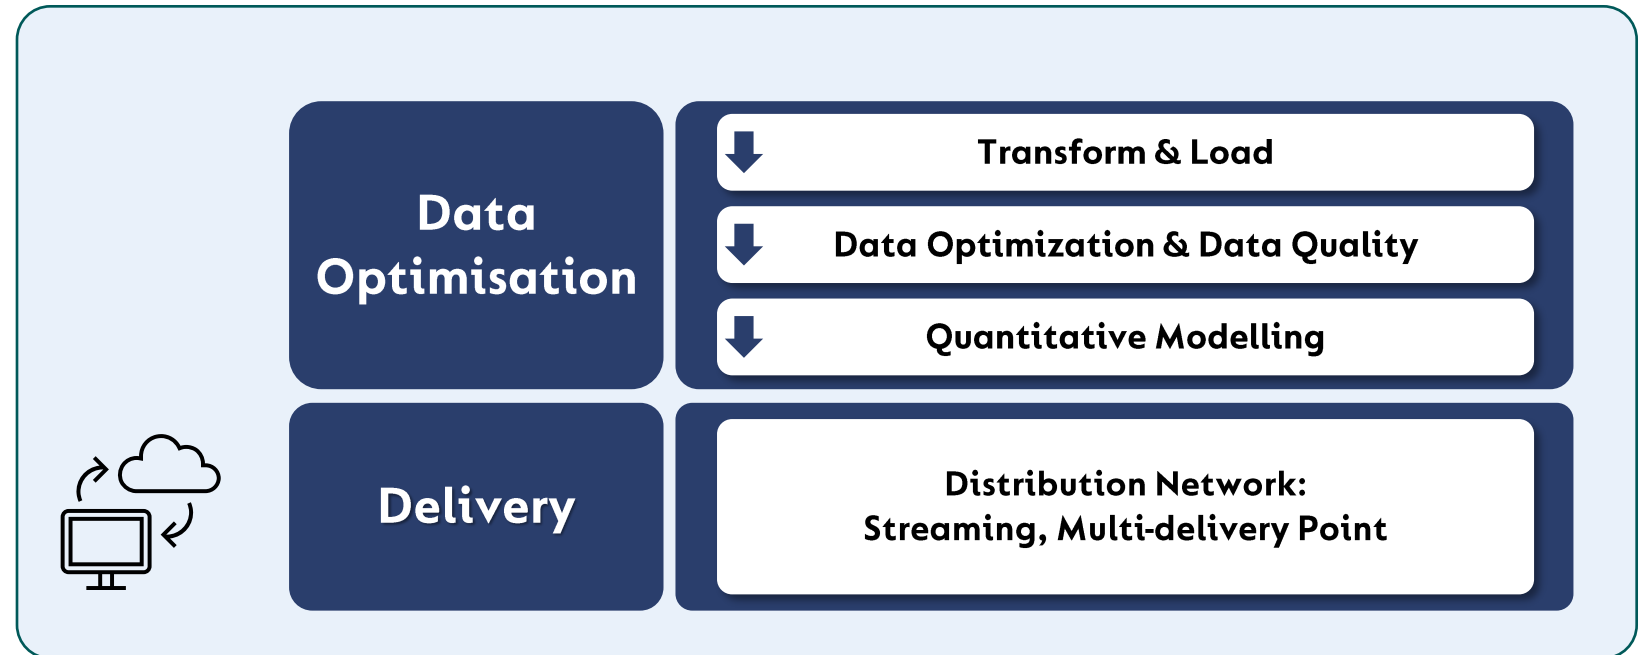 Data
Optimisation
Transform & Load
Data Optimization & Data Quality
Quantitative Modelling
Delivery
Distribution Network:
Streaming, Multi-delivery Point